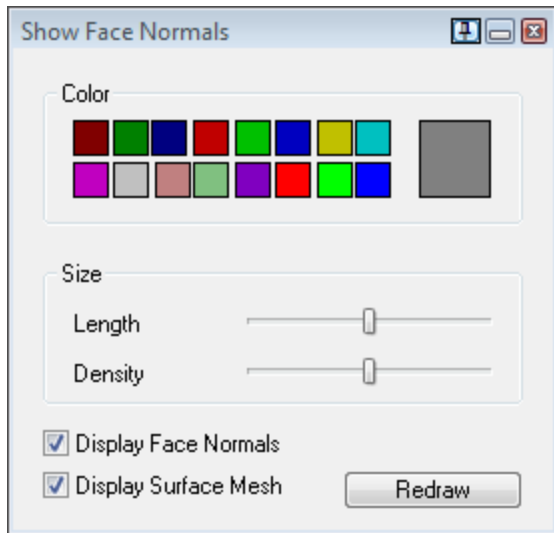 Show Face Normals
Color
Size
Length
Density
Display Face Normals
Display Surface Mesh
Redraw